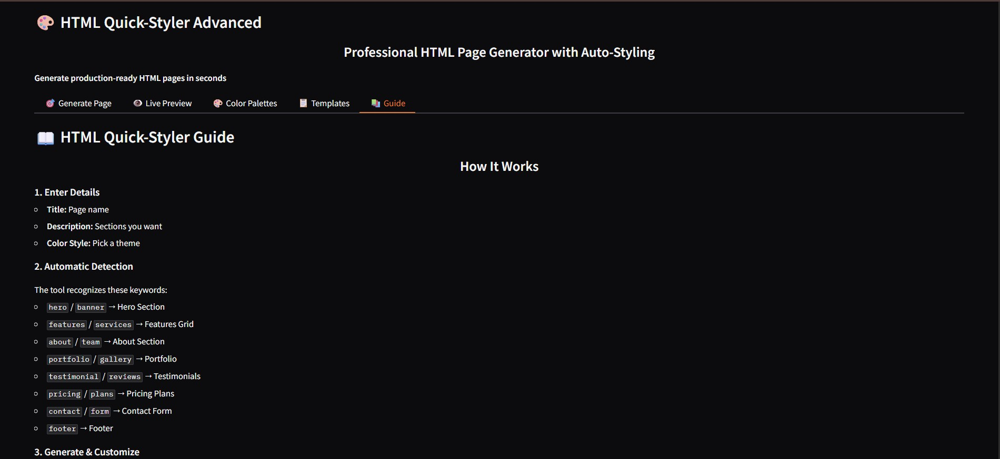 🎨 HTML Quick-Styler Advanced
Professional HTML Page Generator with Auto-Styling
Generate production-ready HTML pages in seconds
🎯 Generate Page 👁️ Live Preview 🎨 Color Palettes 📋 Templates 📚 Guide
📖 HTML Quick-Styler Guide
How It Works
1. Enter Details
○ Title: Page name
○ Description: Sections you want
○ Color Style: Pick a theme
2. Automatic Detection
The tool recognizes these keywords:
○ hero / banner → Hero Section
○ features / services → Features Grid
○ about / team → About Section
○ portfolio / gallery → Portfolio
○ testimonial / reviews → Testimonials
○ pricing / plans → Pricing Plans
○ contact / form → Contact Form
○ footer → Footer
3. Generate & Customize